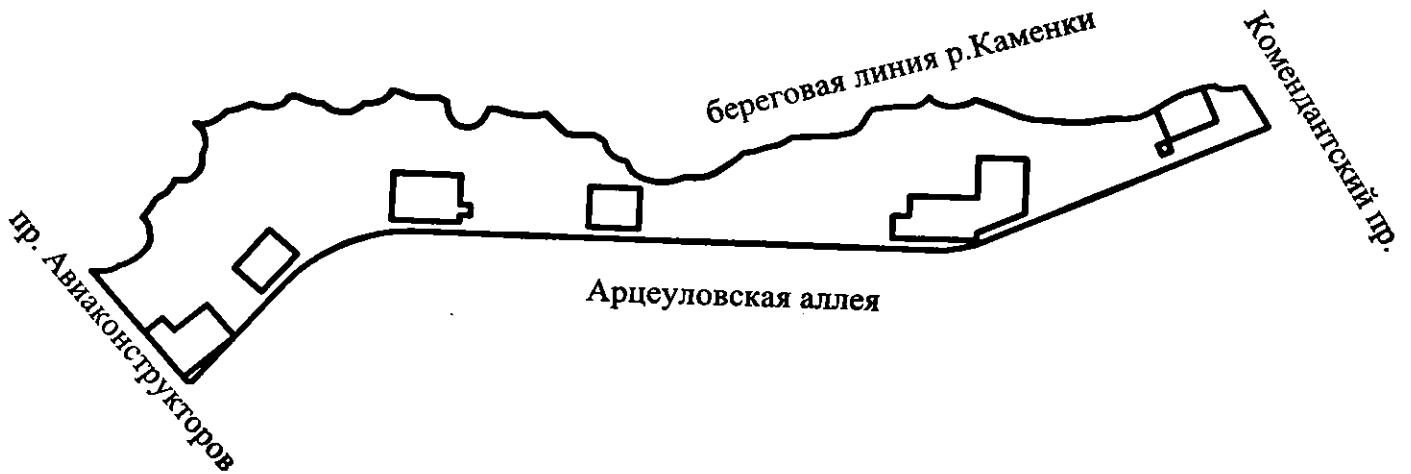 береговая линия р.Каменки
Комендантский пр.
пр. Авиаконструкторов
Арцеуловская аллея